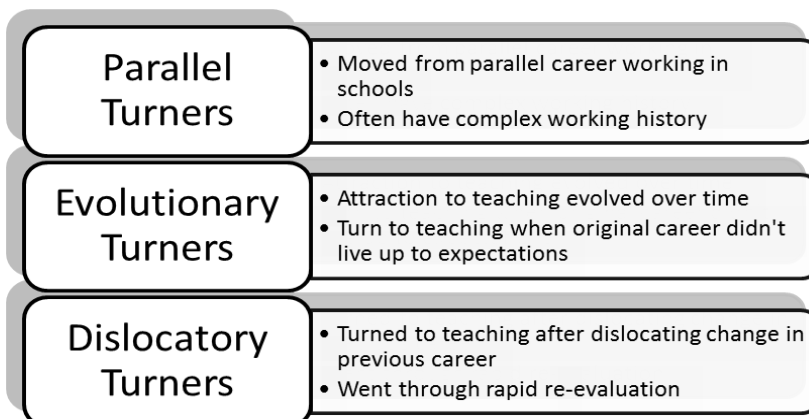 Parallel
Turners
• Moved from parallel career working in
schools
• Often have complex working history
Evolutionary
Turners
• Attraction to teaching evolved over time
• Turn to teaching when original career didn't
live up to expectations
Dislocatory
Turners
• Turned to teaching after dislocating change in
previous career
• Went through rapid re-evaluation